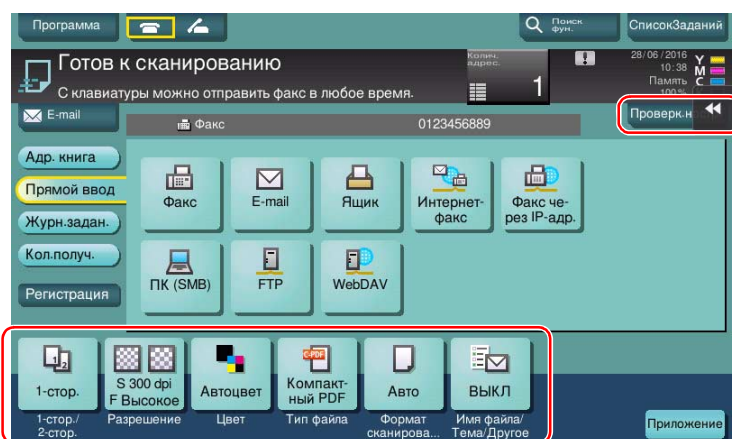 Программа
Поиск
фун.
СписокЗаданий
Готов к сканированию
С клавиатуры можно отправить факс в любое время.
Колич.
адрес.
1
28/06/2016
10:38
Память
100%
Y
M
C
E-mail
Факс 0123456889
Проверк.н
Адр. книга
Прямой ввод
Журн.задан.
Кол.получ.
Регистрация
Факс
E-mail
Ящик
Интернет-
факс
Факс че-
рез IP-адр.
ПК (SMB)
FTP
WebDAV
1-стор.
S 300 dpi
F Высокое
Автоцвет
C-PDF
Компакт-
ный PDF
Авто
ВЫКЛ
1-стор./
2-стор.
Разрешение
Цвет
Тип файла
Формат
сканирова...
Имя файла/
Тема/Другое
Приложение